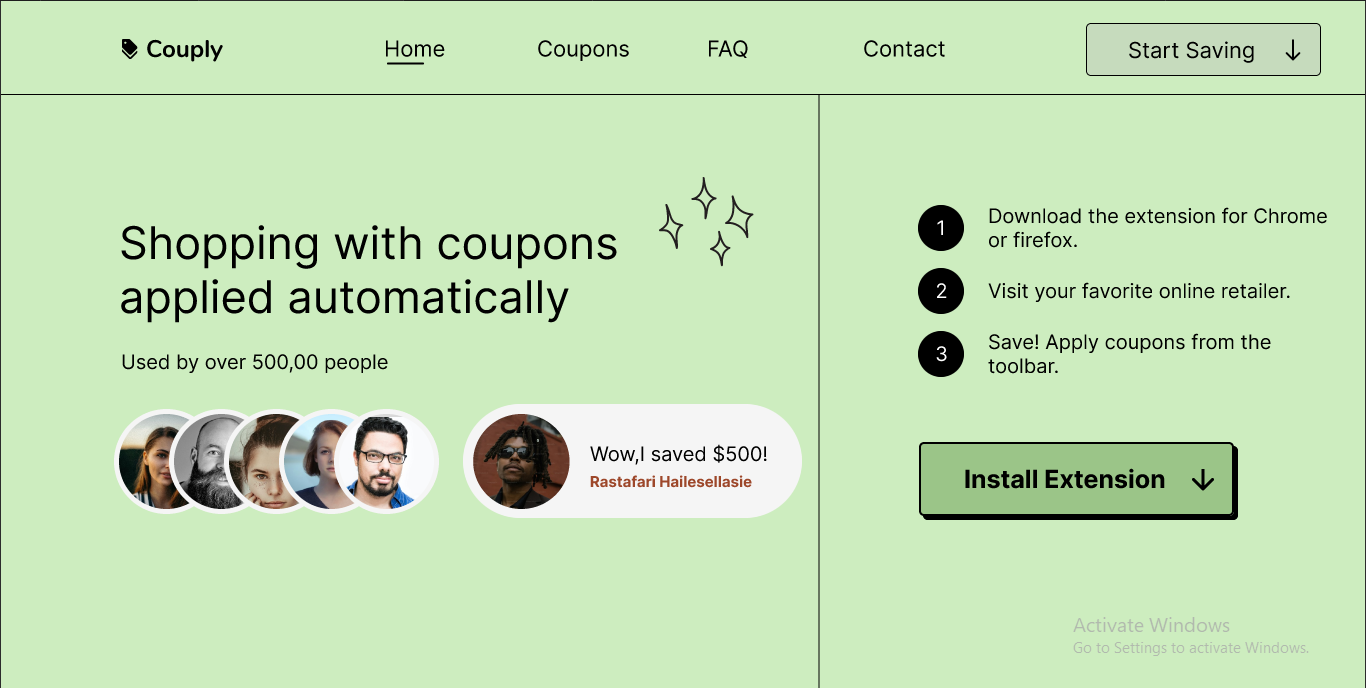 Couply
Home
Coupons
FAQ
Contact
Start Saving
Shopping with coupons
applied automatically
Used by over 500,00 people
Wow,I saved $500!
Rastafari Hailesellasie
1
Download the extension for Chrome
or firefox.
2
Visit your favorite online retailer.
3
Save! Apply coupons from the
toolbar.
Install Extension
Activate Windows
Go to Settings to activate Windows.